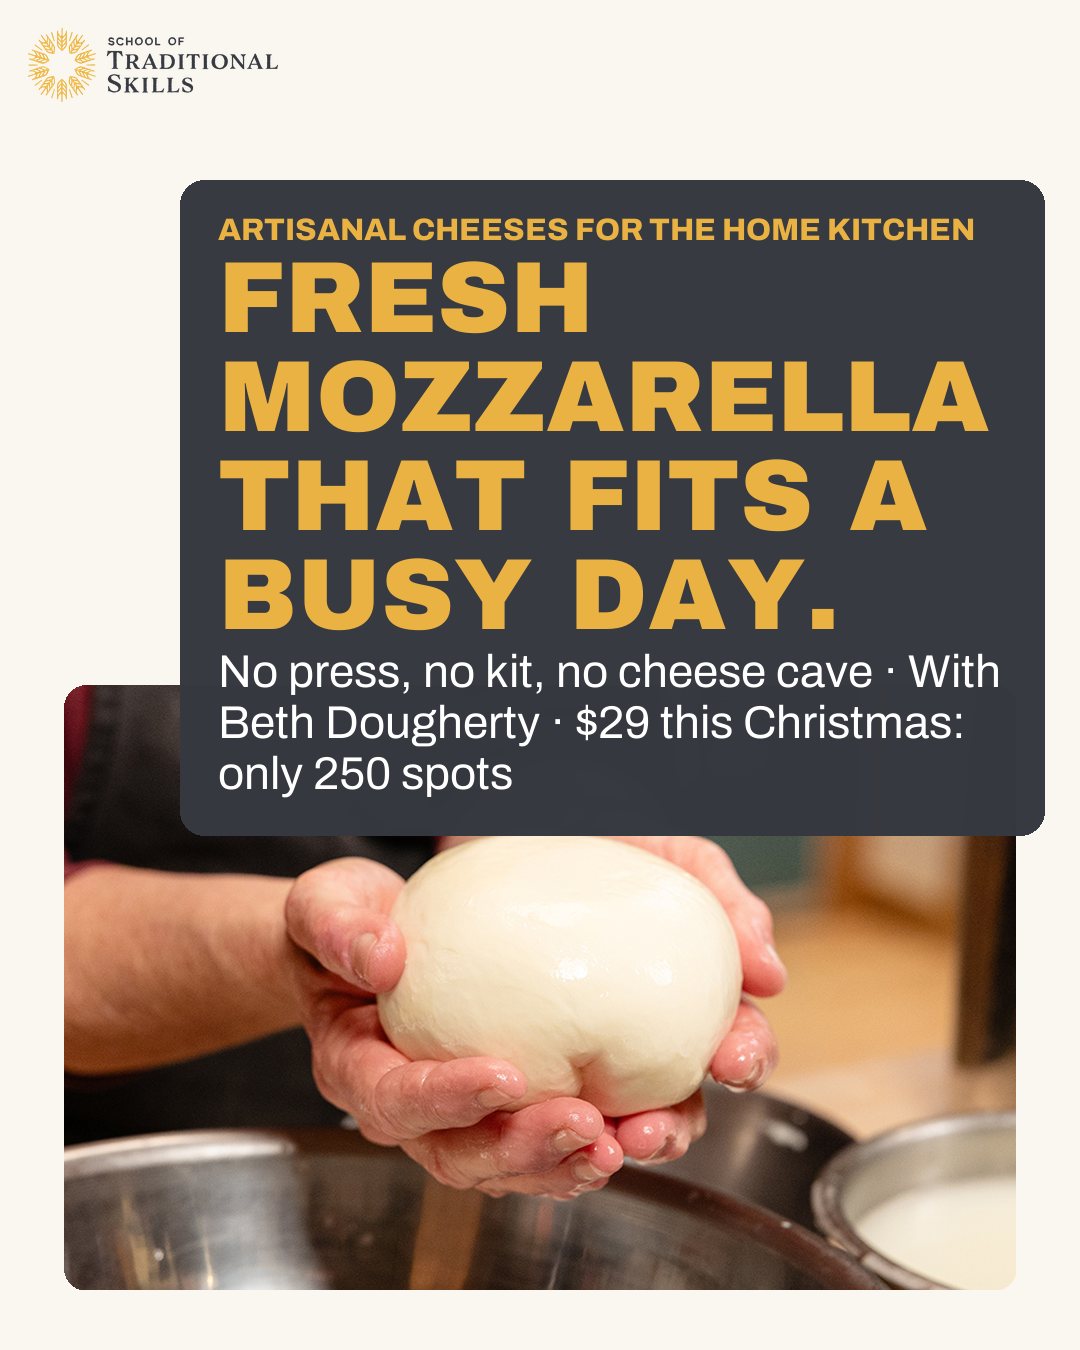 SCHOOL OF
TRADITIONAL
SKILLS
ARTISANAL CHEESES FOR THE HOME KITCHEN
FRESH
MOZZARELLA
THAT FITS A
BUSY DAY.
No press, no kit, no cheese cave · With
Beth Dougherty · $29 this Christmas:
only 250 spots